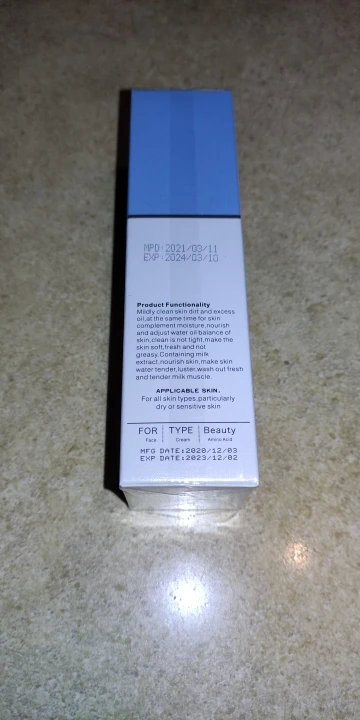 MPD:2021/03/11
EXP:2024/03/10
Product Functionality
Mildly clean skin dirt and excess
oil,at the same time for skin
complement moisture,nourish
and adjust water oil balance of
skin,clean is not tight,make the
skin soft,fresh and not
greasy.Containing milk
extract,nourish skin,make skin
water tender,luster,wash out fresh
and tender milk muscle.
APPLICABLE SKIN.
For all skin types,particularly
dry or sensitive skin
FOR TYPE Beauty
Face Cream Amino Acid
MFG DATE:2020/12/03
EXP DATE:2023/12/02